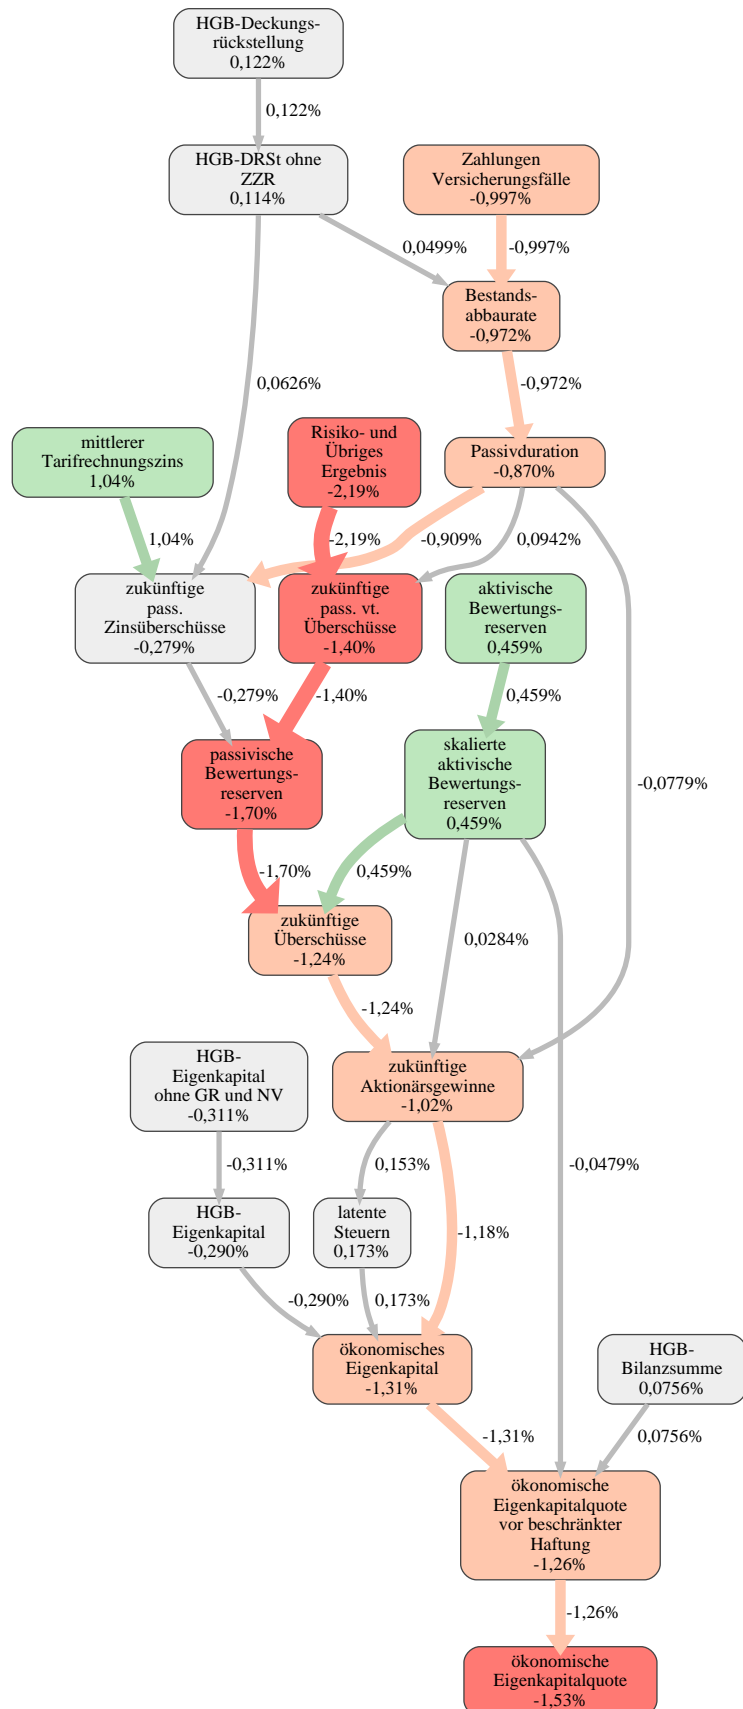 HGB-Deckungs-
rückstellung
0,122%
0,122%
HGB-DRSt ohne
ZZR
0,114%
Zahlungen
Versicherungsfälle
-0,997%
0,0499%
-0,997%
Bestands-
abbaurate
-0,972%
0,0626%
-0,972%
mittlerer
Tarifrechnungszins
1,04%
Risiko- und
Übriges
Ergebnis
-2,19%
Passivduration
-0,870%
1,04%
-2,19%
-0,909%
0,0942%
zukünftige
pass.
Zinsüberschüsse
-0,279%
zukünftige
pass. vt.
Überschüsse
-1,40%
aktivische
Bewertungs-
reserven
0,459%
-0,279%
-1,40%
0,459%
passivische
Bewertungs-
reserven
-1,70%
skalierte
aktivische
Bewertungs-
reserven
0,459%
-0,0779%
-1,70%
0,459%
zukünftige
Überschüsse
-1,24%
0,0284%
-1,24%
HGB-
Eigenkapital
ohne GR und NV
-0,311%
zukünftige
Aktionärsgewinne
-1,02%
-0,311%
0,153%
-0,0479%
HGB-
Eigenkapital
-0,290%
latente
Steuern
0,173%
-1,18%
-0,290%
0,173%
ökonomisches
Eigenkapital
-1,31%
HGB-
Bilanzsumme
0,0756%
-1,31%
0,0756%
ökonomische
Eigenkapitalquote
vor beschränkter
Haftung
-1,26%
-1,26%
ökonomische
Eigenkapitalquote
-1,53%